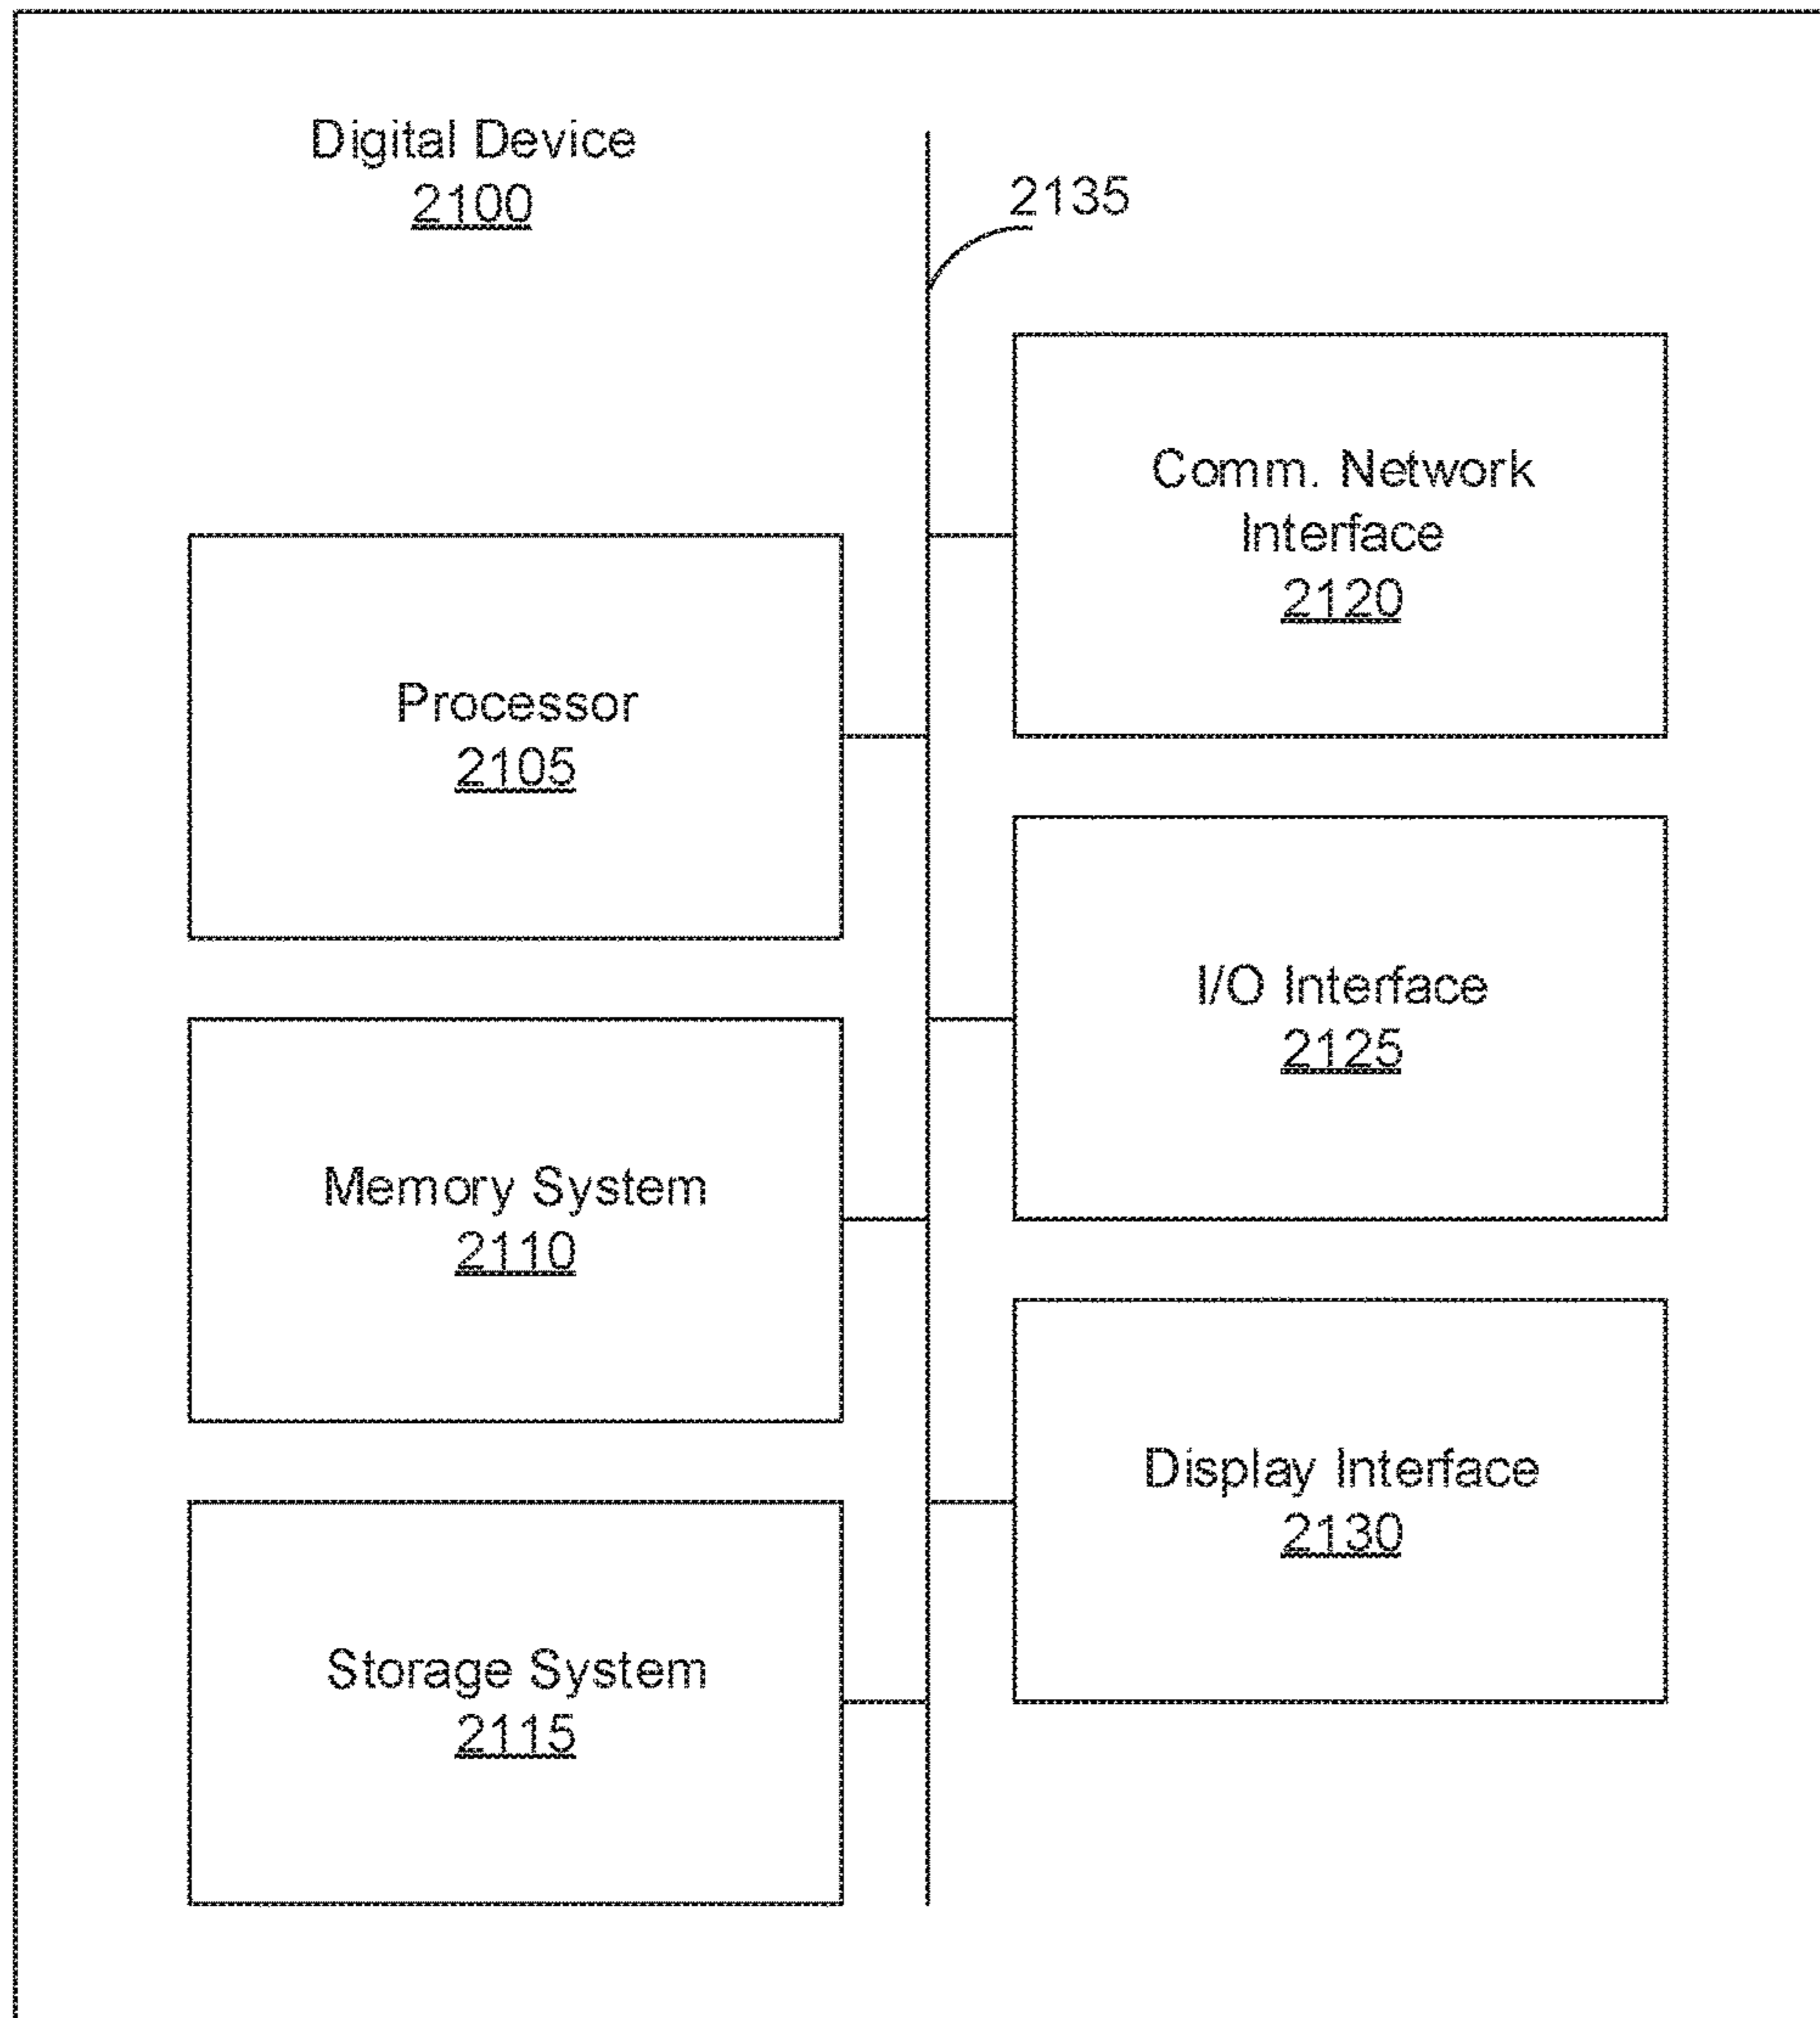 Digital Device
2100
2135
Comm. Network
Interface
2120
Processor
2105
I/O Interface
2125
Memory System
2110
Display Interface
2130
Storage System
2115